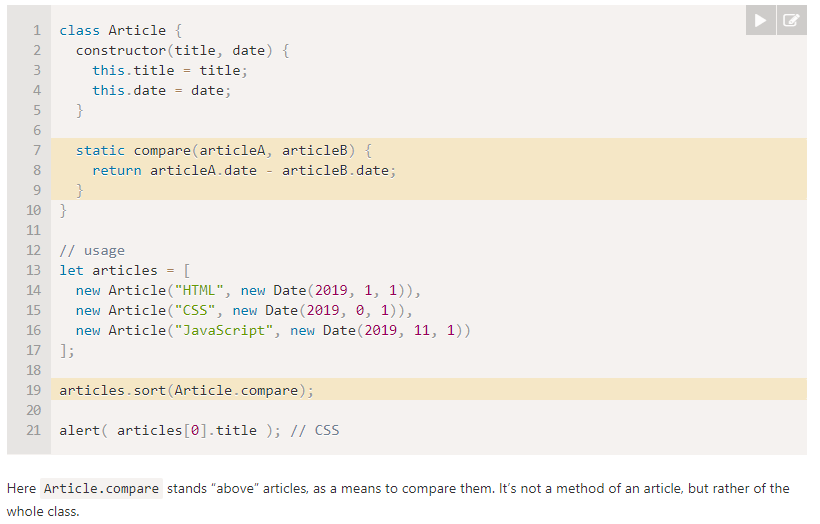 1 class Article {
2   constructor(title, date) {
3     this.title = title;
4     this.date = date;
5   }
6
7   static compare(articleA, articleB) {
8     return articleA.date - articleB.date;
9   }
10 }
11
12 // usage
13 let articles = [
14   new Article("HTML", new Date(2019, 1, 1)),
15   new Article("CSS", new Date(2019, 0, 1)),
16   new Article("JavaScript", new Date(2019, 11, 1))
17 ];
18
19 articles.sort(Article.compare);
20
21 alert( articles[0].title ); // CSS
Here Article.compare stands “above” articles, as a means to compare them. It’s not a method of an article, but rather of the
whole class.